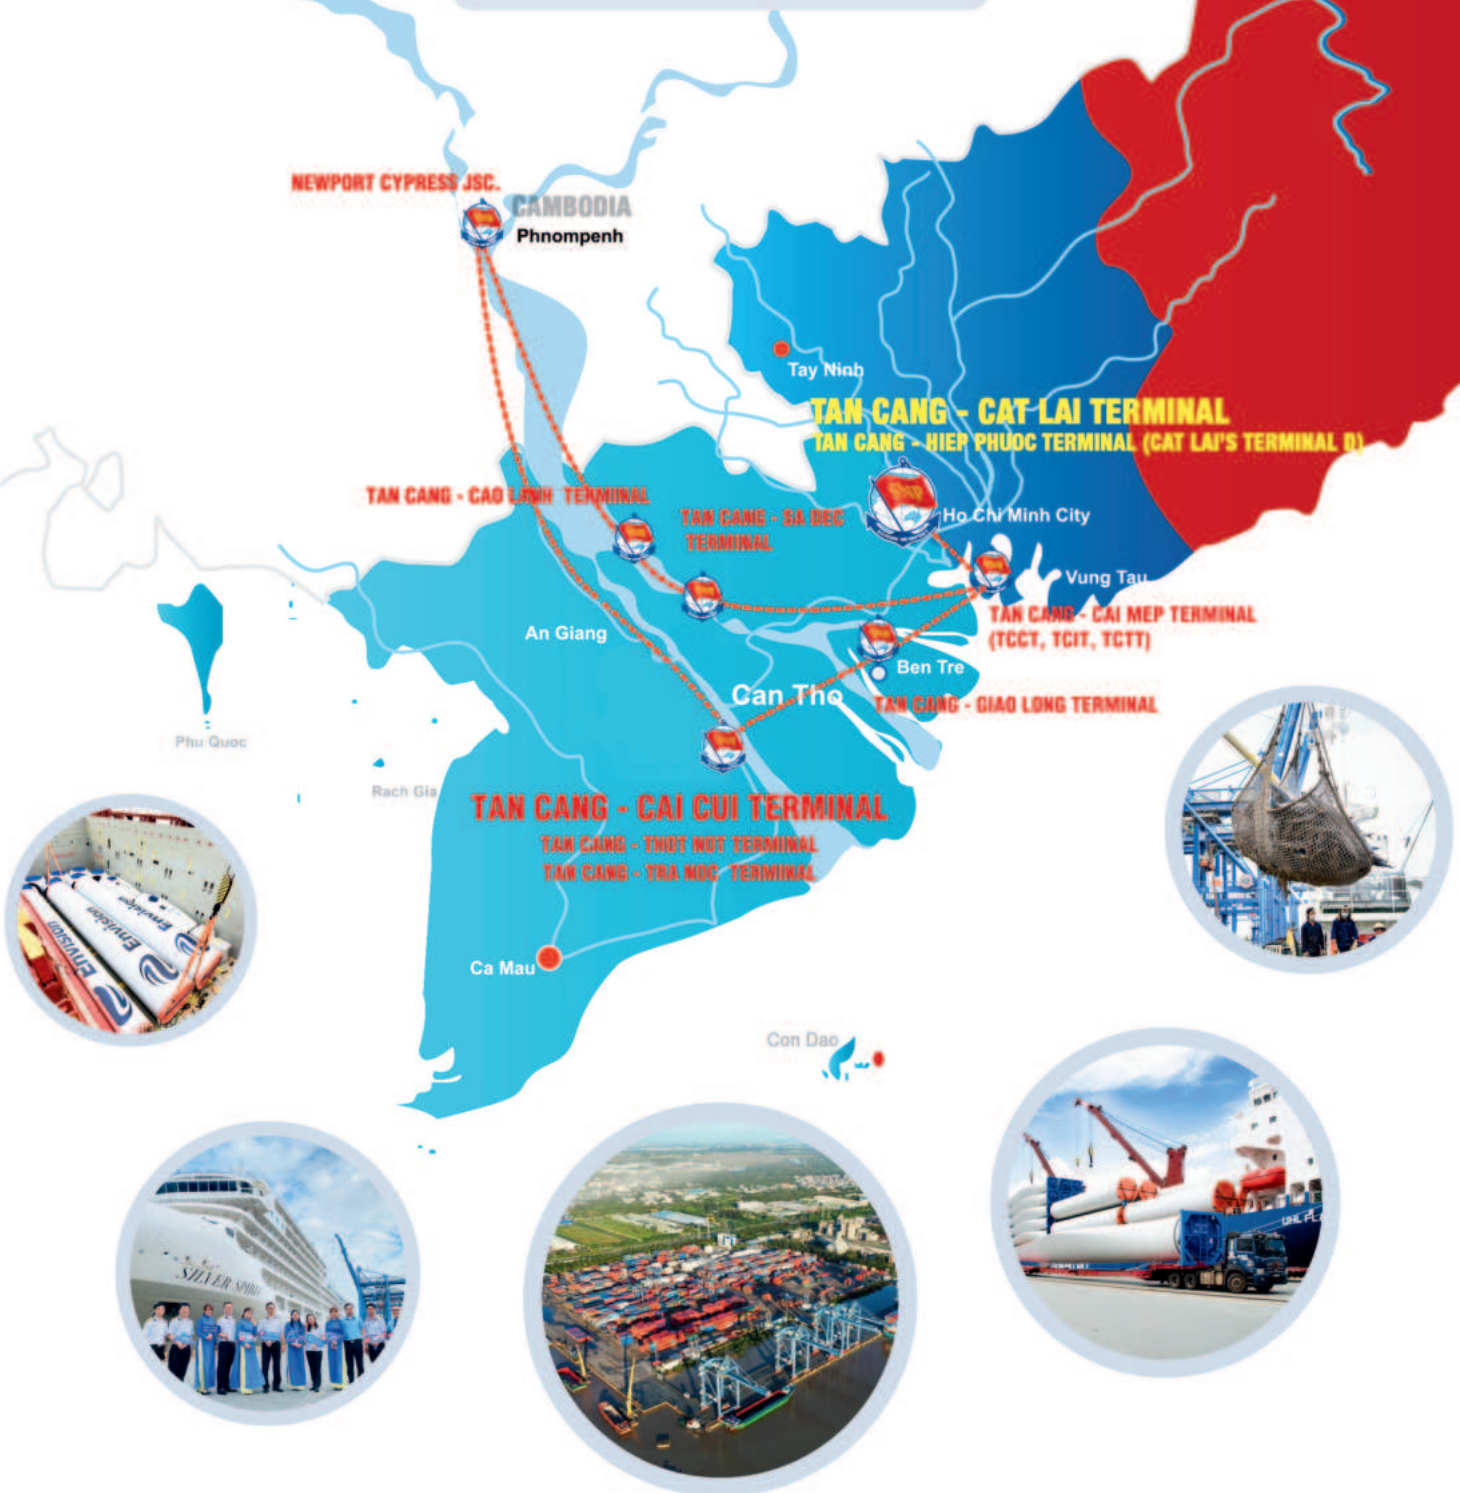 NEWPORT CYPRESS JSC.
CAMBODIA
Phnompenh
Tay Ninh
TAN CANG - CAT LAI TERMINAL
TAN CANG - HIEP PHUOC TERMINAL (CAT LAI'S TERMINAL D)
TAN CANG - CAO LANH TERMIINAL
TAN CANG - SA DEC
TERMINAL
Ho Chi Minh City
Vung Tau
TAN CANG - CAI MEP TERMINAL
(TCCT, TCIT, TCTT)
An Giang
Ben Tre
Can Tho
TAN CANG - GIAO LONG TERMINAL
Phu Quoc
Rach Gia
TAN CANG - CAI CUI TERMINAL
TAN CANG - THOT NOT TERMINAL
TAN CANG - TRA NOC TERMINAL
Envision
Envision
Envision
Ca Mau
Con Dao
SILVER SPIRIT
UHL